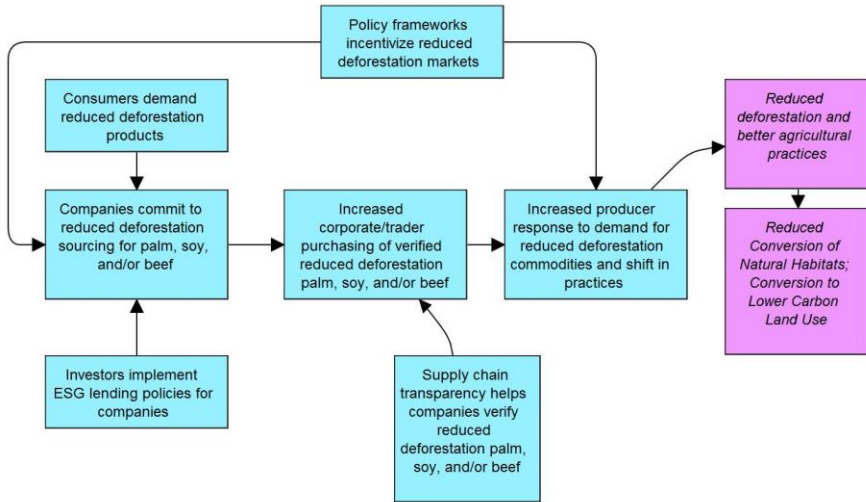 Policy frameworks
incentivize reduced
deforestation markets
Consumers demand
reduced deforestation
products
Reduced
deforestation and
better agricultural
practices
Companies commit to
reduced deforestation
sourcing for palm, soy,
and/or beef
Increased
corporate/trader
purchasing of verified
reduced deforestation
palm, soy, and/or beef
Increased producer
response to demand for
reduced deforestation
commodities and shift in
practices
Reduced
Conversion of
Natural Habitats;
Conversion to
Lower Carbon
Land Use
Investors implement
ESG lending policies for
companies
Supply chain
transparency helps
companies verify
reduced
deforestation palm,
soy, and/or beef